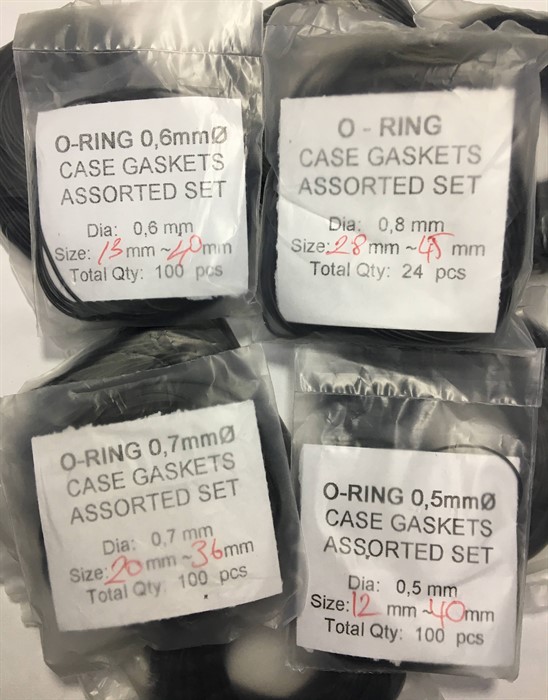 O-RING 0,6mmØ
CASE GASKETS
ASSORTED SET
Dia: 0,6 mm
Size: 13 mm ~ 40 mm
Total Qty: 100 pcs
O - RING
CASE GASKETS
ASSORTED SET
Dia: 0,8 mm
Size: 28 mm ~ 45 mm
Total Qty: 24 pcs
O-RING 0,7mmØ
CASE GASKETS
ASSORTED SET
Dia: 0,7 mm
Size: 20 mm ~ 36 mm
Total Qty: 100 pcs
O-RING 0,5mmØ
CASE GASKETS
ASSORTED SET
Dia: 0,5 mm
Size: 12 mm ~ 40 mm
Total Qty: 100 pcs